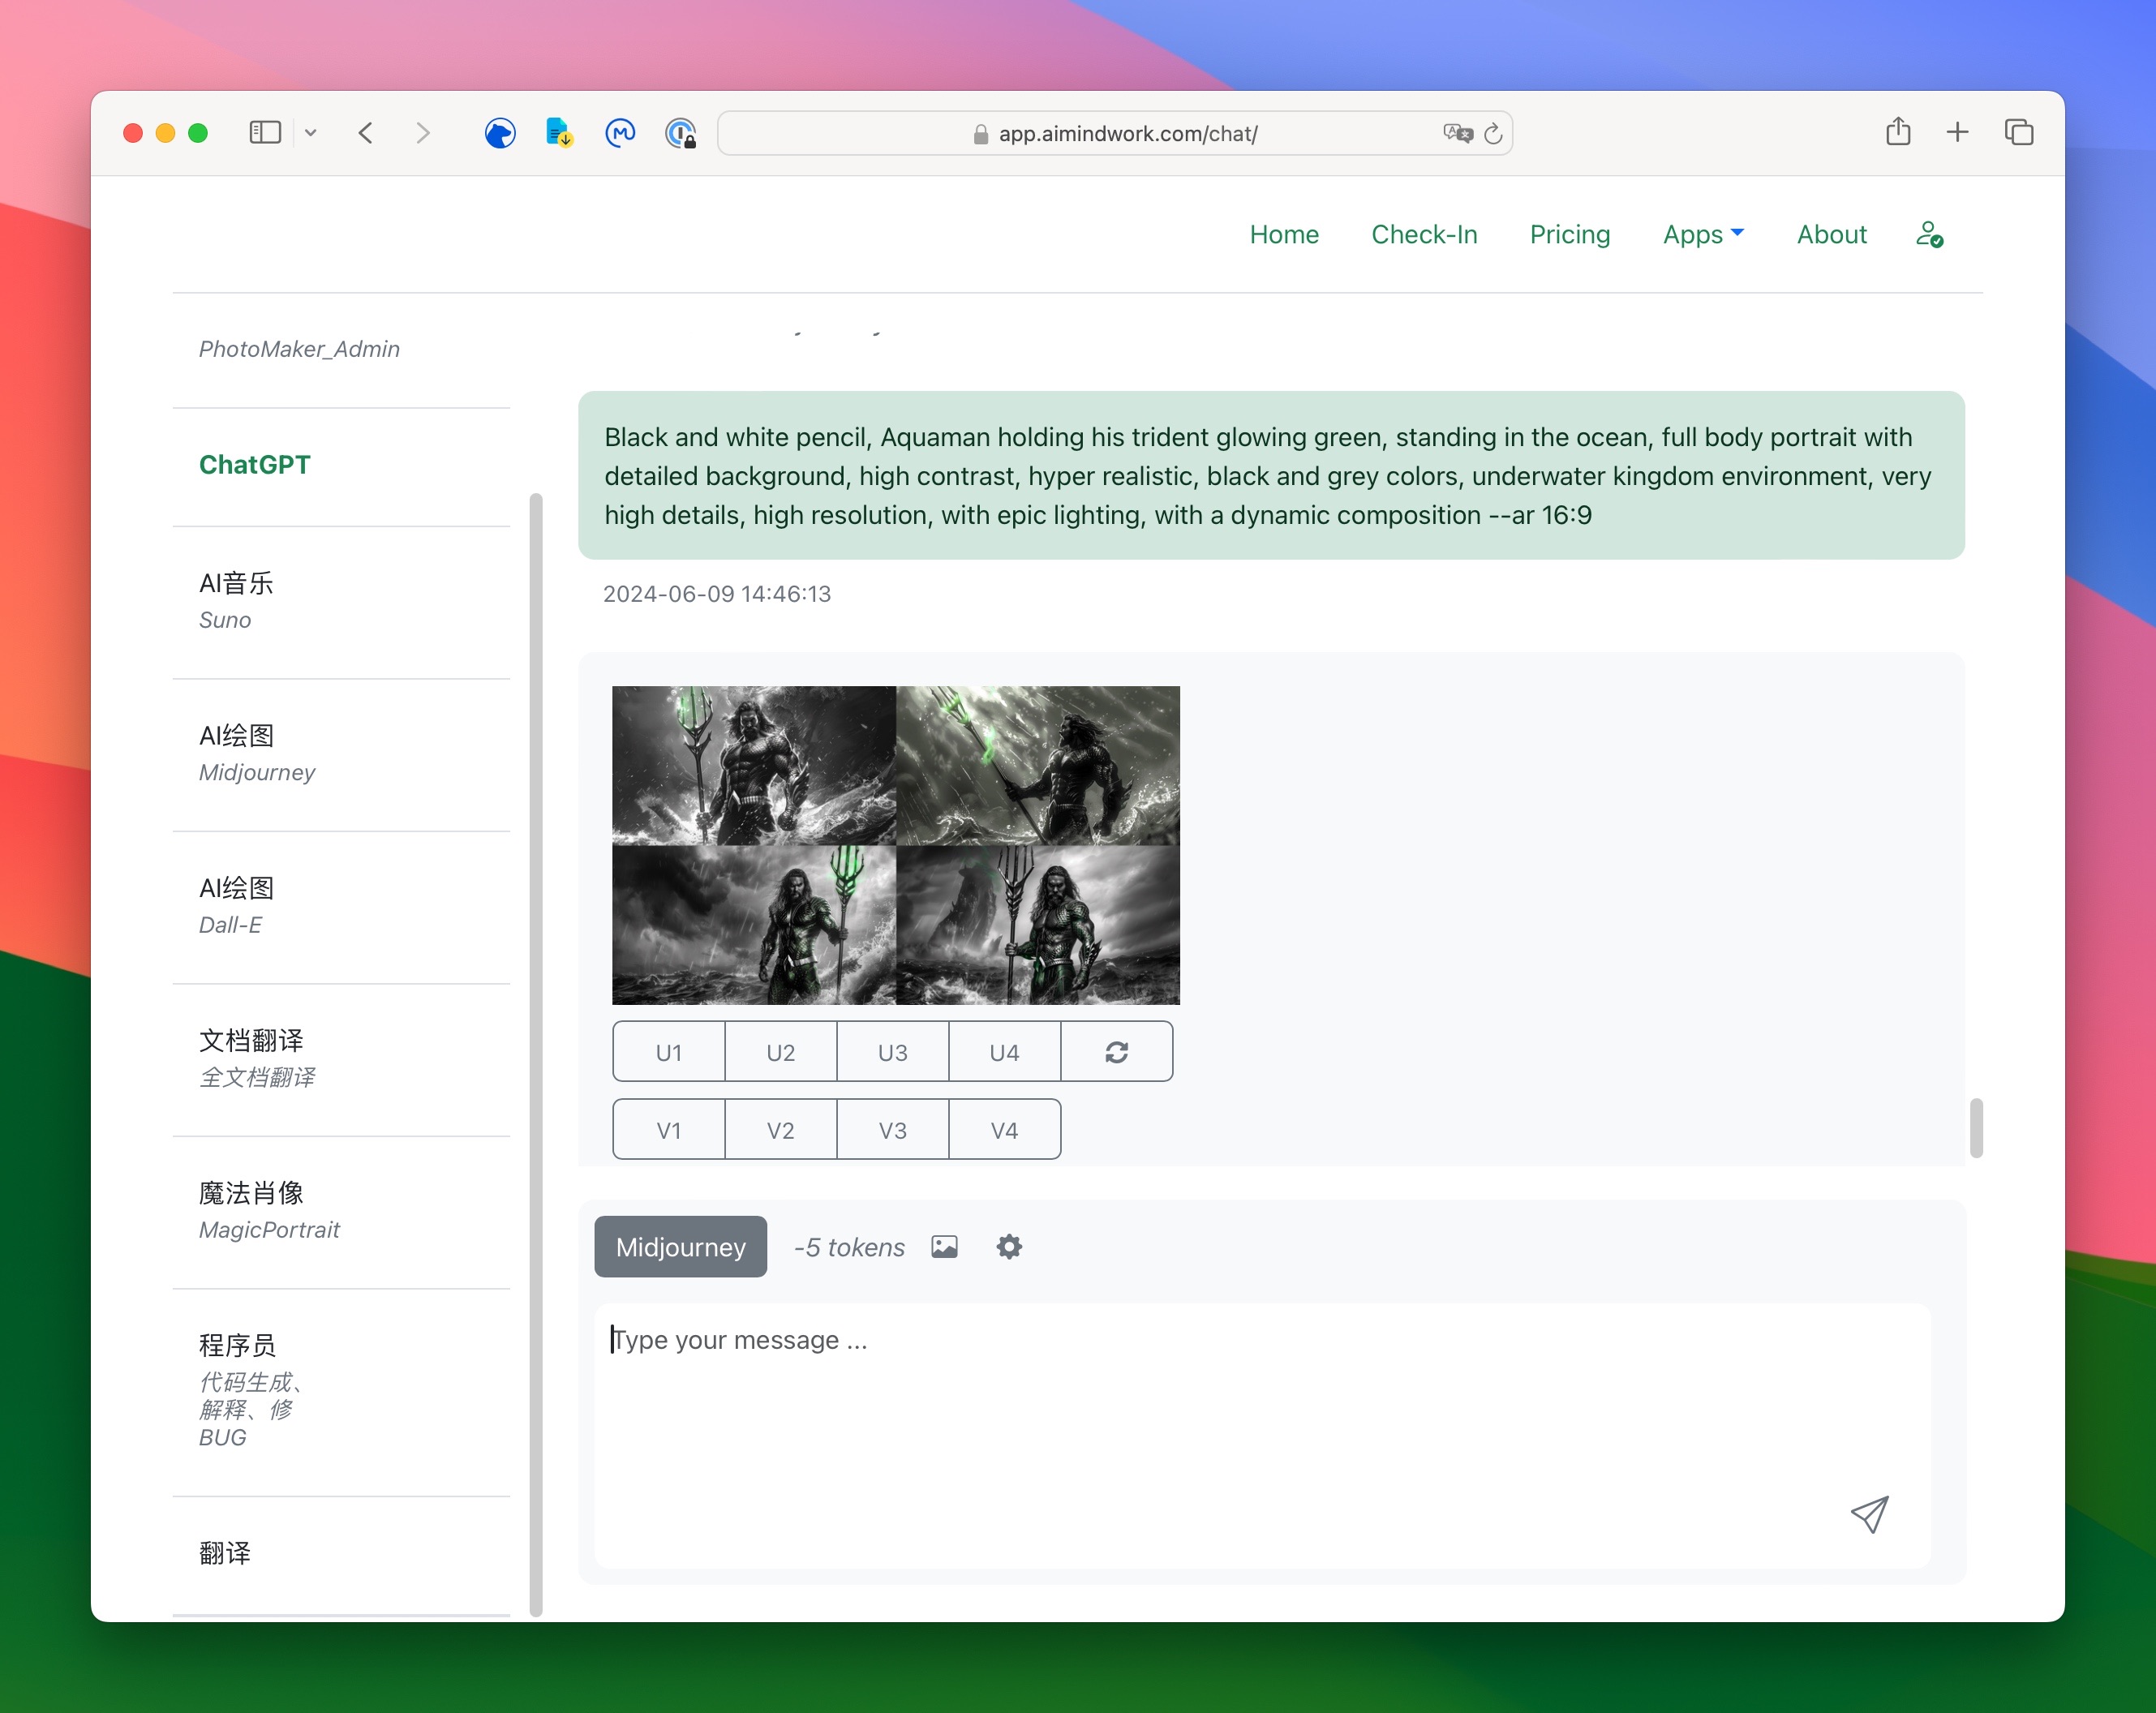 app.aimindwork.com/chat/
Home Check-In Pricing Apps About
PhotoMaker_Admin
ChatGPT
AI音乐
Suno
AI绘图
Midjourney
AI绘图
Dall-E
文档翻译
全文档翻译
魔法肖像
MagicPortrait
程序员
代码生成、
解释、修
BUG
翻译
Black and white pencil, Aquaman holding his trident glowing green, standing in the ocean, full body portrait with
detailed background, high contrast, hyper realistic, black and grey colors, underwater kingdom environment, very
high details, high resolution, with epic lighting, with a dynamic composition --ar 16:9
2024-06-09 14:46:13
U1 U2 U3 U4
V1 V2 V3 V4
Midjourney -5 tokens
Type your message ...